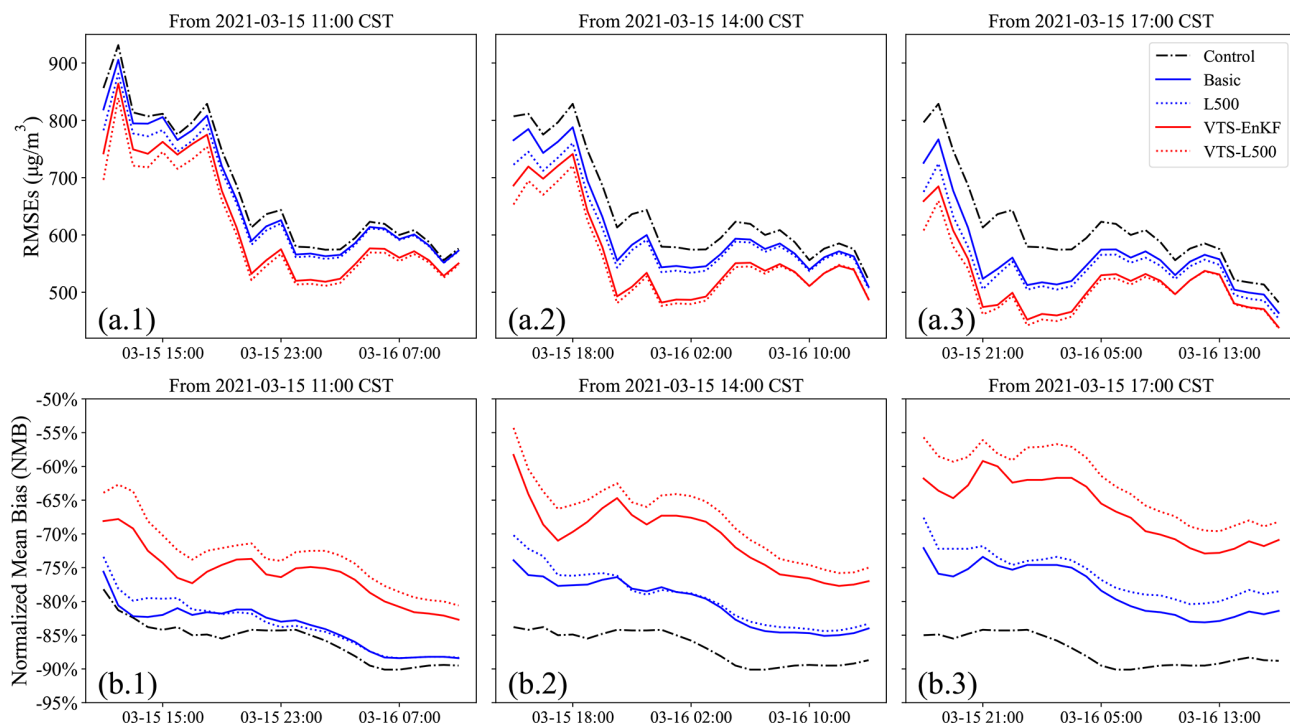 From 2021-03-15 11:00 CST
From 2021-03-15 14:00 CST
From 2021-03-15 17:00 CST
RMSEs (μg/m³)
900
800
700
600
500
Control
Basic
L500
VTS-EnKF
VTS-L500
(a.1)
(a.2)
(a.3)
03-15 15:00
03-15 23:00
03-16 07:00
03-15 18:00
03-16 02:00
03-16 10:00
03-15 21:00
03-16 05:00
03-16 13:00
From 2021-03-15 11:00 CST
From 2021-03-15 14:00 CST
From 2021-03-15 17:00 CST
Normalized Mean Bias (NMB)
-50%
-55%
-60%
-65%
-70%
-75%
-80%
-85%
-90%
-95%
(b.1)
(b.2)
(b.3)
03-15 15:00
03-15 23:00
03-16 07:00
03-15 18:00
03-16 02:00
03-16 10:00
03-15 21:00
03-16 05:00
03-16 13:00